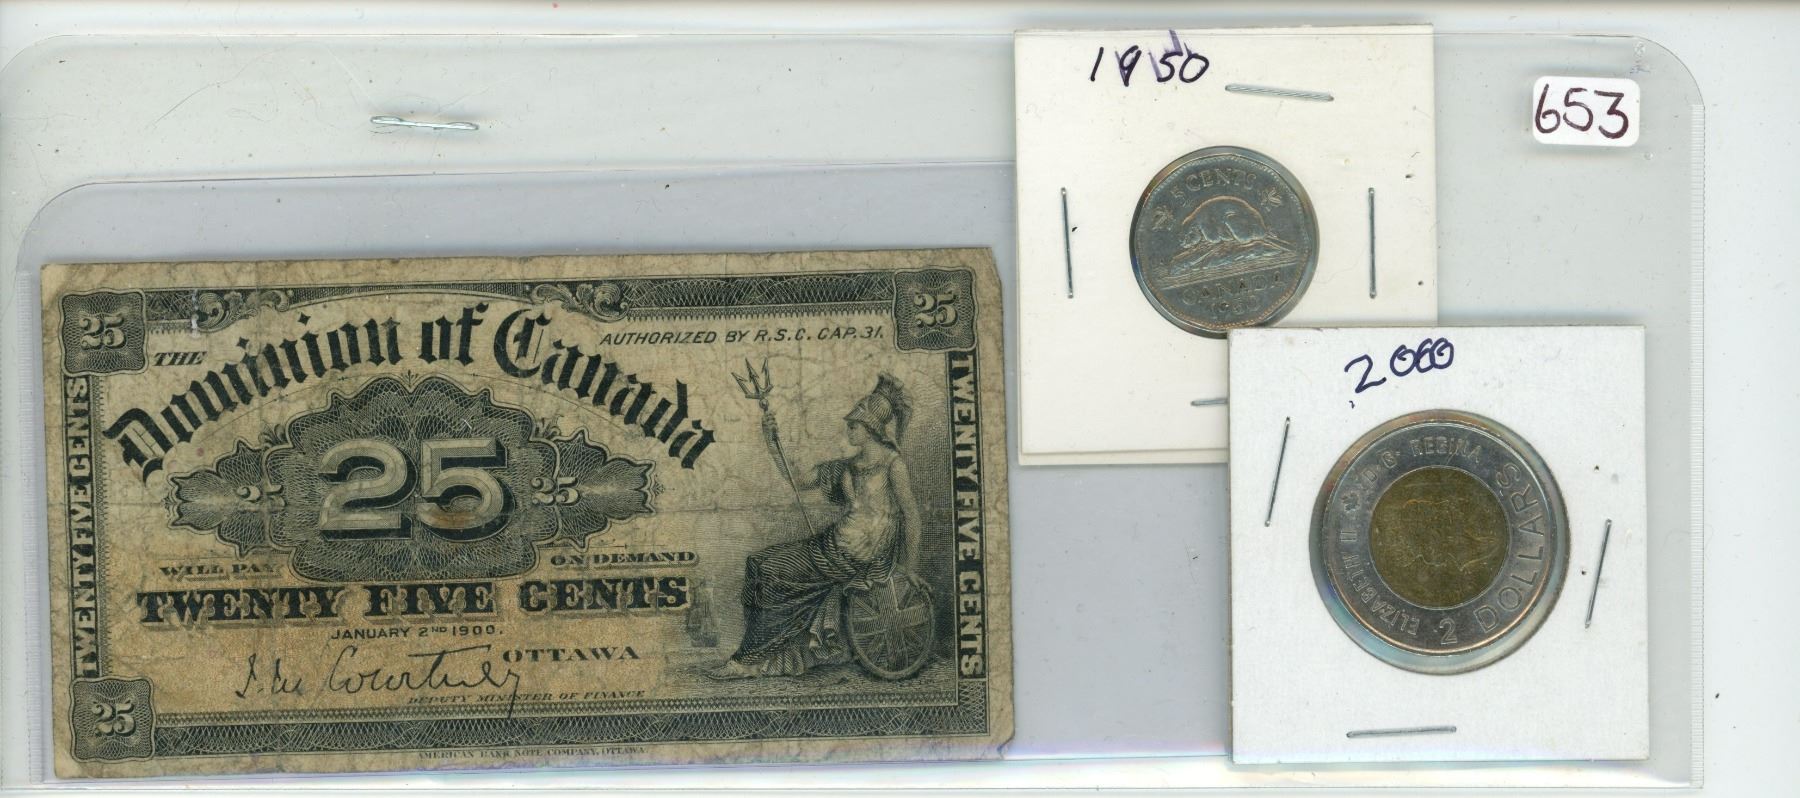 1950
653
5 CENTS
CANADA
1950
2000
ELIZABETH II D·G· REGINA
2 DOLLARS
25
25
THE
Dominion of Canada
AUTHORIZED BY R.S.C. CAP. 31.
TWENTY FIVE CENTS
TWENTY FIVE CENTS
25
25
25
WILL PAY
ON DEMAND
TWENTY FIVE CENTS
JANUARY 2ND 1900.
OTTAWA
J. M. Courtney
DEPUTY MINISTER OF FINANCE
25
AMERICAN BANK NOTE COMPANY, OTTAWA.